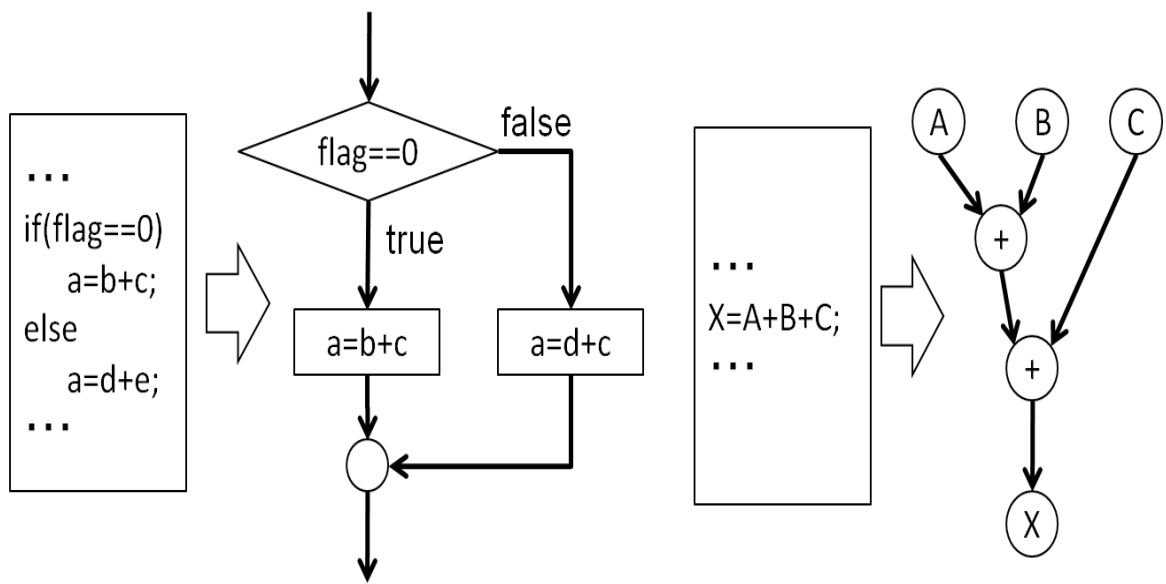 ...
if(flag==0)
a=b+c;
else
a=d+e;
...
flag==0
false
true
a=b+c
a=d+c
...
X=A+B+C;
...
A
B
C
+
+
X